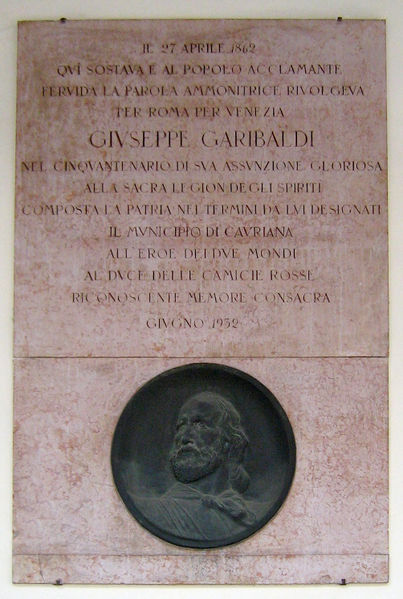 IL 27 APRILE 1862
QVI SOSTAVA E AL POPOLO ACCLAMANTE
FERVIDA LA PAROLA AMMONITRICE RIVOLGEVA
PER ROMA PER VENEZIA
GIVSEPPE GARIBALDI
NEL CINQVANTENARIO DI SVA ASSVNZIONE GLORIOSA
ALLA SACRA LEGION DEGLI SPIRITI
COMPOSTA LA PATRIA NEI TERMINI DA LVI DESIGNATI
IL MVNICIPIO DI CAVRIANA
ALL'EROE DEI DVE MONDI
AL DVCE DELLE CAMICIE ROSSE
RICONOSCENTE MEMORE CONSACRA
GIVGNO 1932